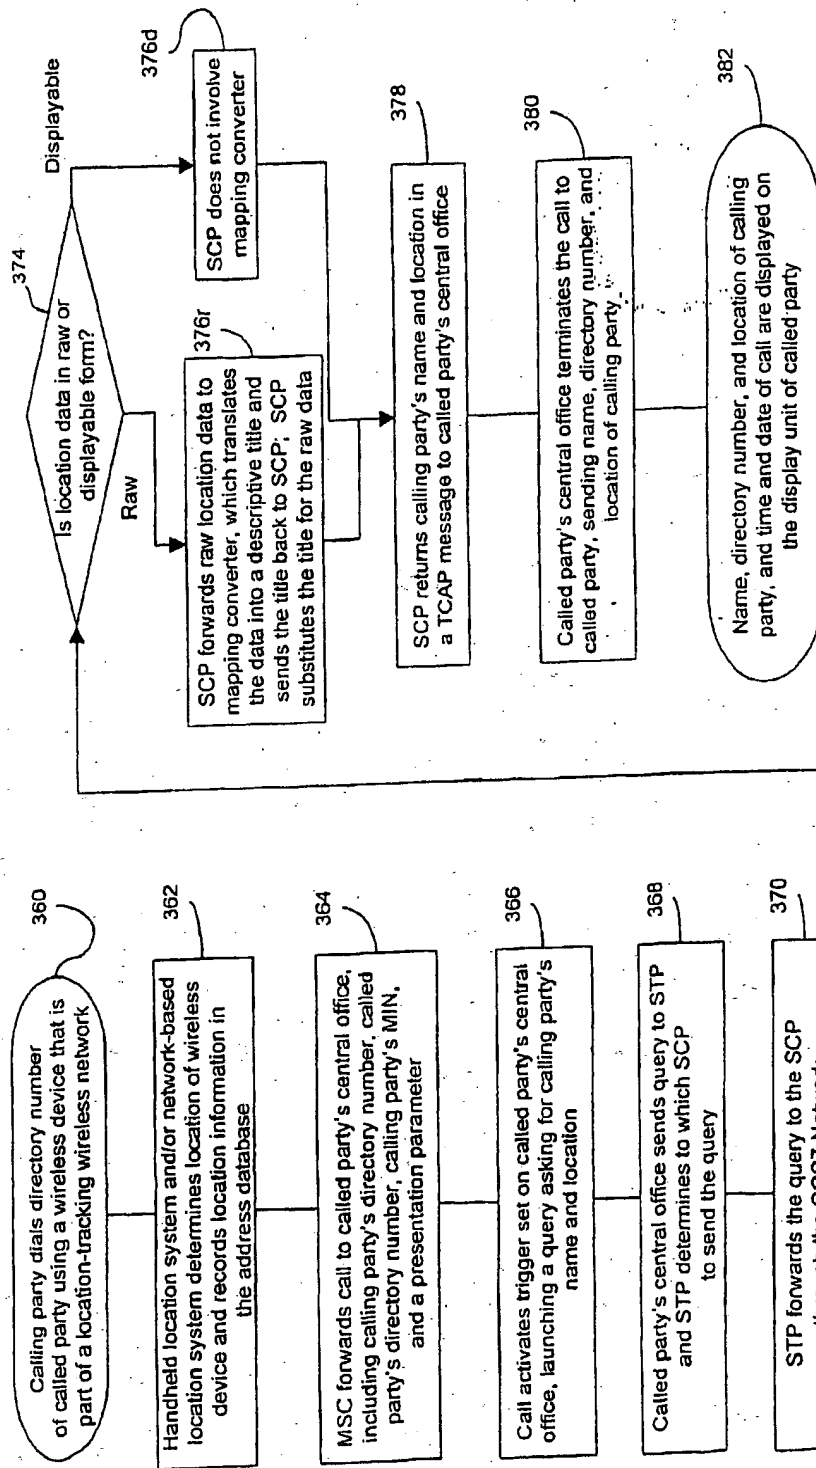 360
Calling party dials directory number
of called party using a wireless device that is
part of a location-tracking wireless network
362
Handheld location system and/or network-based
location system determines location of wireless
device and records location information in
the address database
364
MSC forwards call to called party's central office,
including calling party's directory number, called
party's directory number, calling party's MIN,
and a presentation parameter
366
Call activates trigger set on called party's central
office, launching a query asking for calling party's
name and location
368
Called party's central office sends query to STP
and STP determines to which SCP
to send the query
370
STP forwards the query to the SCP
374
Is location data in raw or
displayable form?
Raw
Displayable
376r
SCP forwards raw location data to
mapping converter, which translates
the data into a descriptive title and
sends the title back to SCP; SCP
substitutes the title for the raw data
376d
SCP does not involve
mapping converter
378
SCP returns calling party's name and location in
a TCAP message to called party's central office
380
Called party's central office terminates the call to
called party, sending name, directory number, and
location of calling party
382
Name, directory number, and location of calling
party, and time and date of call are displayed on
the display unit of called party